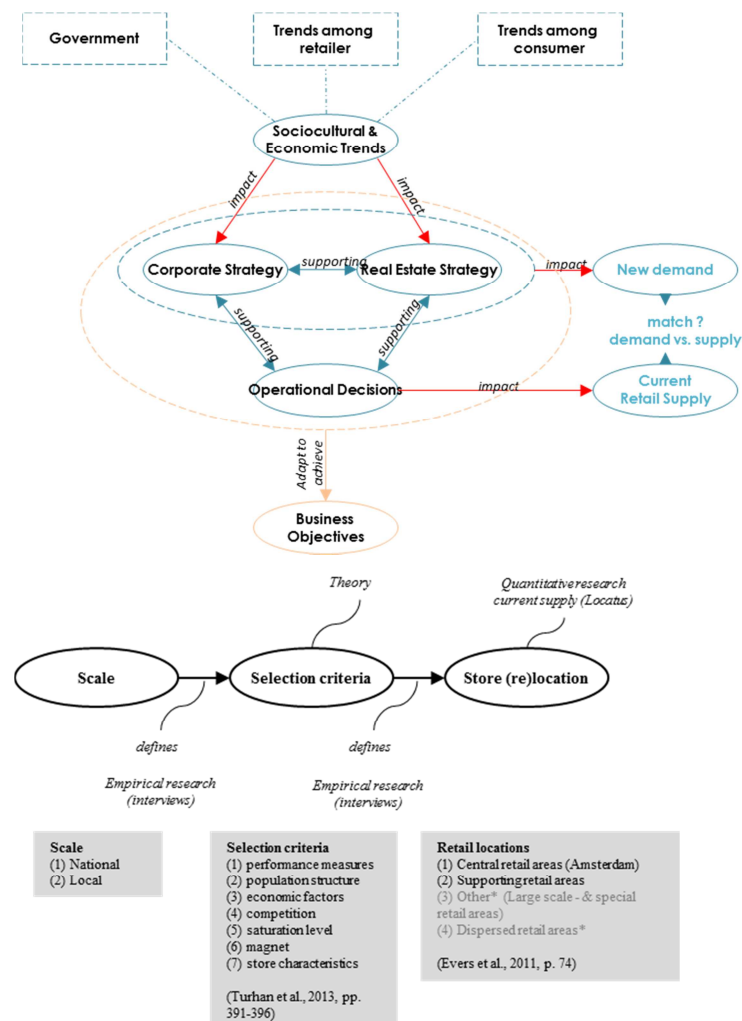 Government
Trends among
retailer
Trends among
consumer
Sociocultural &
Economic Trends
impact
impact
Corporate Strategy
supporting
Real Estate Strategy
impact
New demand
supporting
supporting
match ?
demand vs. supply
Operational Decisions
impact
Current
Retail Supply
Adapt to
achieve
Business
Objectives
Theory
Quantitative research
current supply (Locatus)
Scale
Selection criteria
Store (re)location
defines
defines
Empirical research
(interviews)
Empirical research
(interviews)
Scale
(1) National
(2) Local
Selection criteria
(1) performance measures
(2) population structure
(3) economic factors
(4) competition
(5) saturation level
(6) magnet
(7) store characteristics
(Turhan et al., 2013, pp.
391-396)
Retail locations
(1) Central retail areas (Amsterdam)
(2) Supporting retail areas
(3) Other* (Large scale - & special
retail areas)
(4) Dispersed retail areas*
(Evers et al., 2011, p. 74)